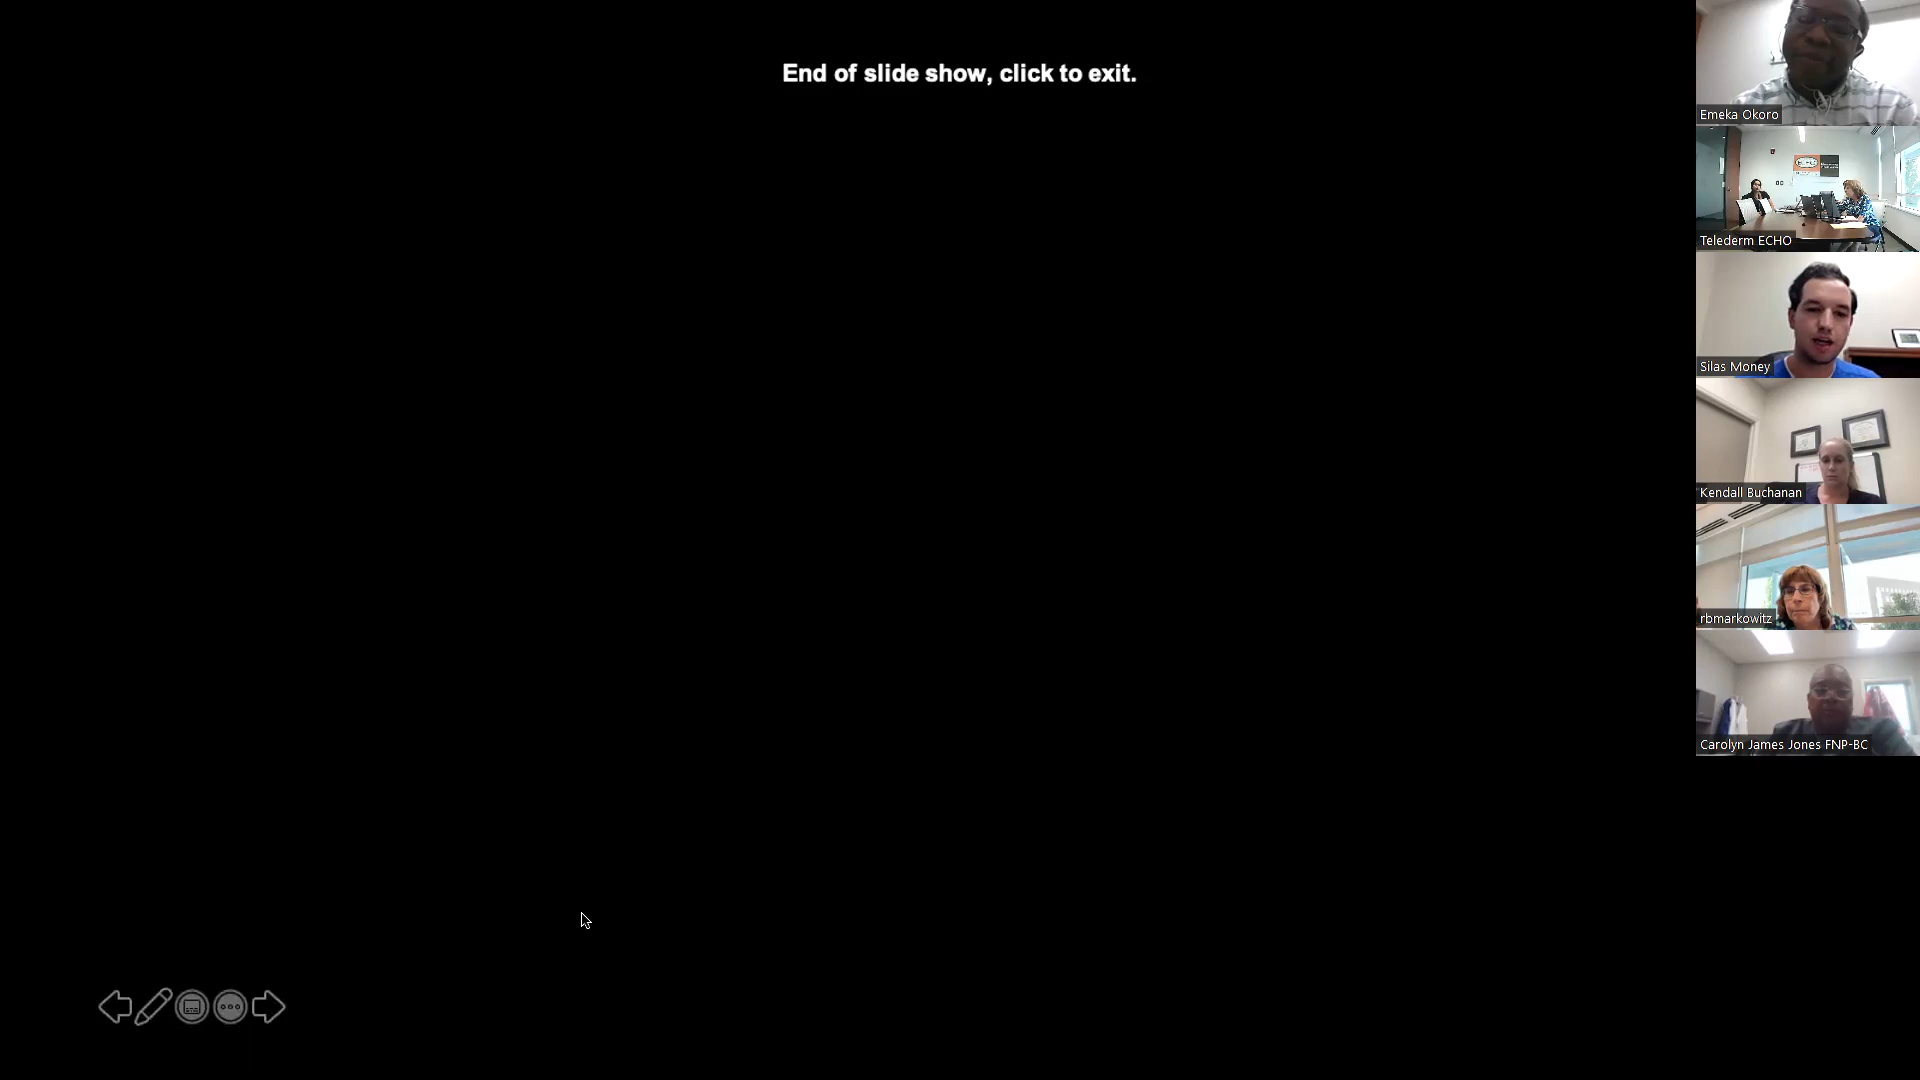 End of slide show, click to exit.
Emeka Okoro
Telederm ECHO
Silas Money
Kendall Buchanan
rbmarkowitz
Carolyn James Jones FNP-BC